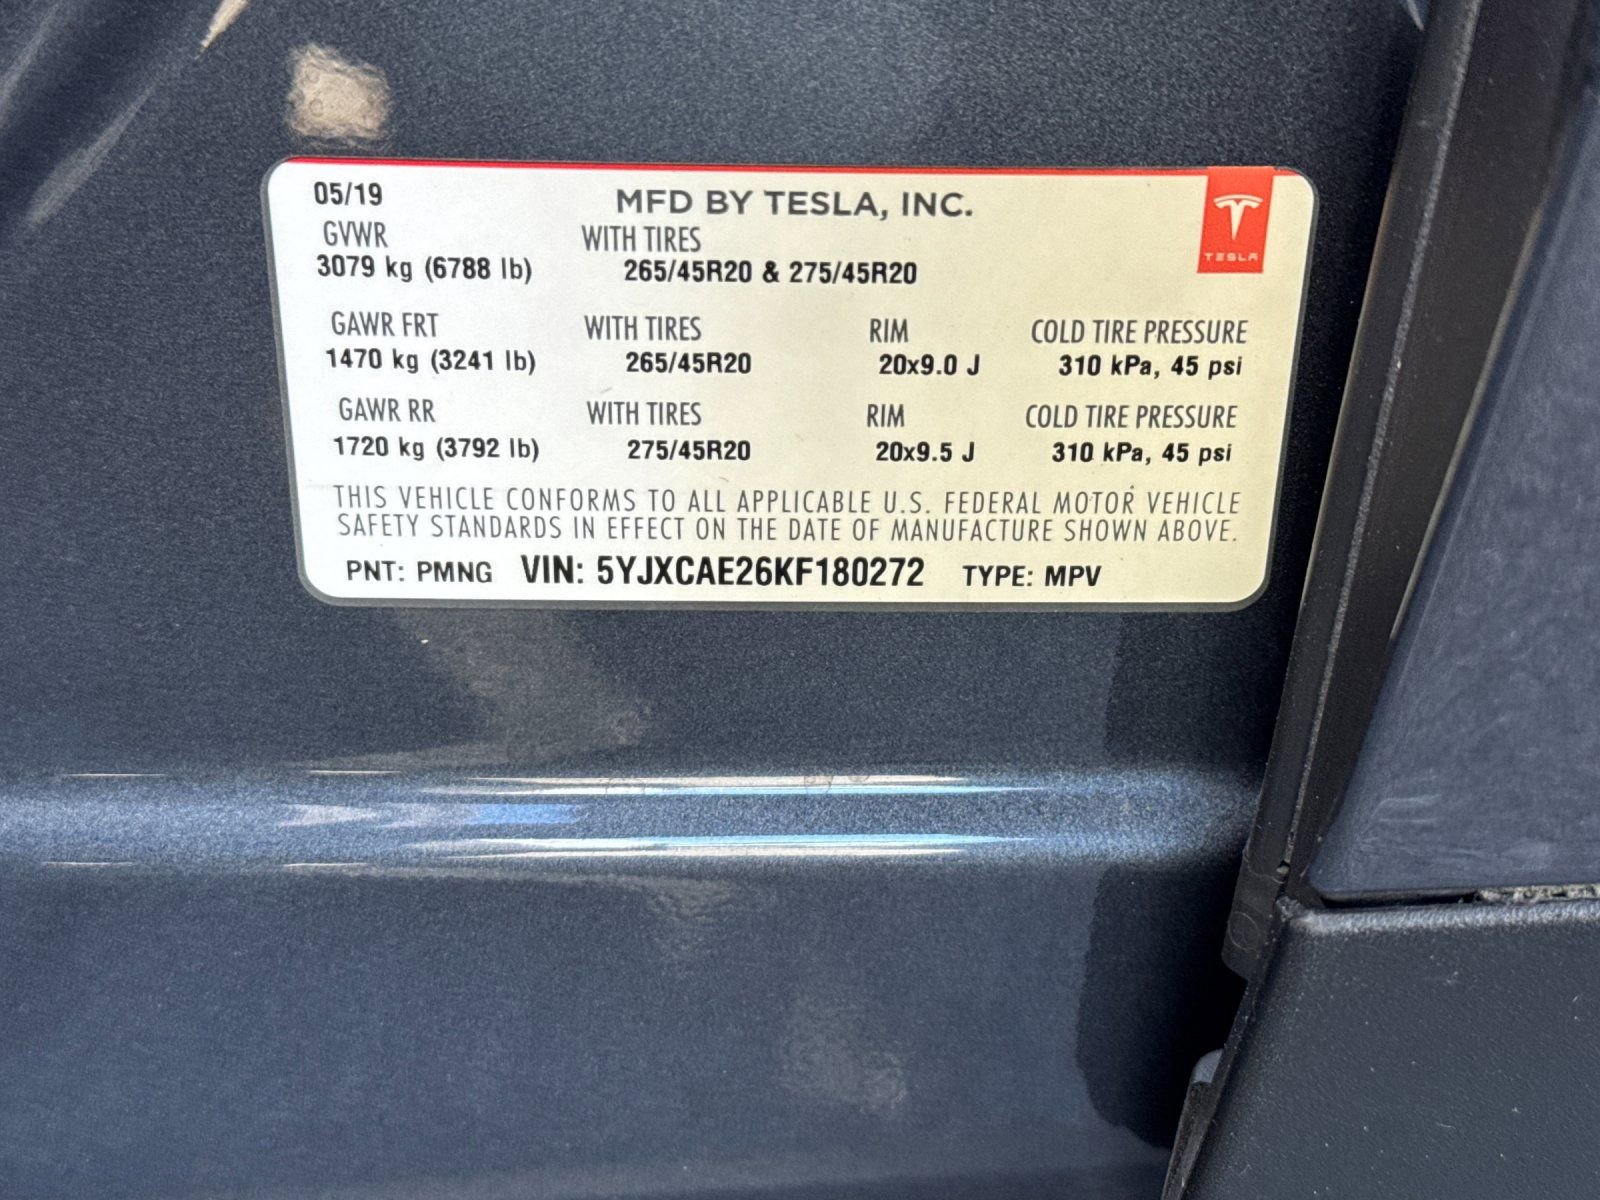 05/19 MFD BY TESLA, INC.
GVWR WITH TIRES
3079 kg (6788 lb) 265/45R20 & 275/45R20
TESLA
GAWR FRT WITH TIRES RIM COLD TIRE PRESSURE
1470 kg (3241 lb) 265/45R20 20x9.0 J 310 kPa, 45 psi
GAWR RR WITH TIRES RIM COLD TIRE PRESSURE
1720 kg (3792 lb) 275/45R20 20x9.5 J 310 kPa, 45 psi
THIS VEHICLE CONFORMS TO ALL APPLICABLE U.S. FEDERAL MOTOR VEHICLE
SAFETY STANDARDS IN EFFECT ON THE DATE OF MANUFACTURE SHOWN ABOVE.
PNT: PMNG VIN: 5YJXCAE26KF180272 TYPE: MPV